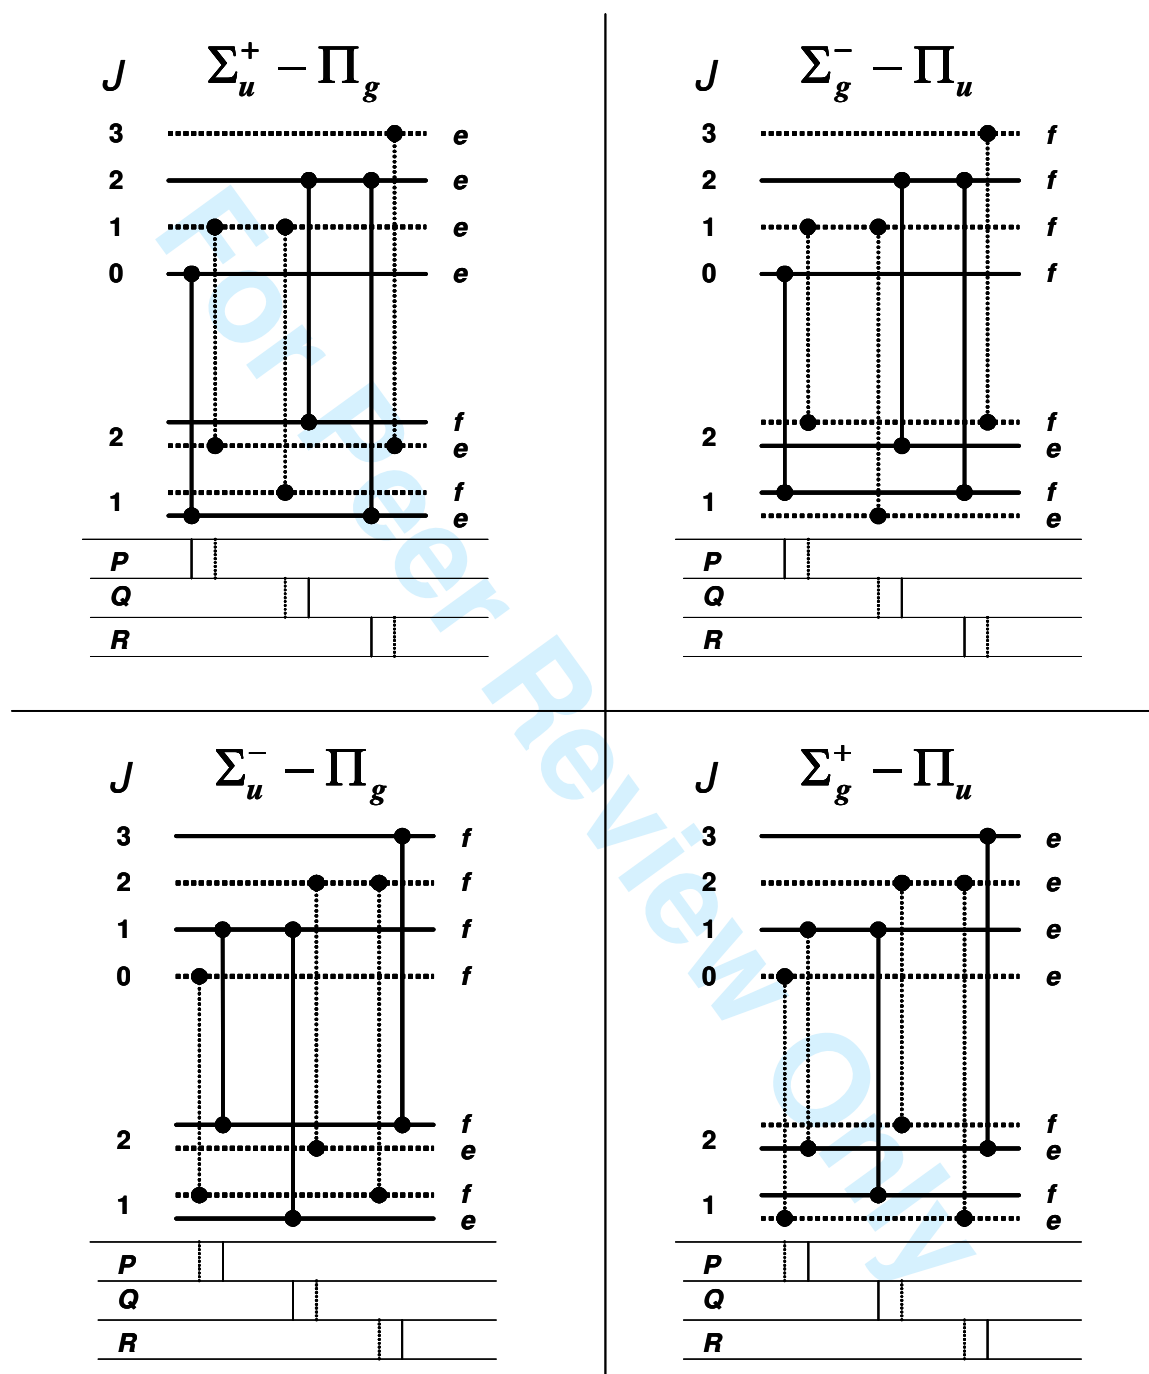 J Σu+ − Πg
3 e
2 e
1 e
0 e
2 f
e
1 f
e
P
Q
R
J Σg− − Πu
3 f
2 f
1 f
0 f
2 f
e
1 f
e
P
Q
R
J Σu− − Πg
3 f
2 f
1 f
0 f
2 f
e
1 f
e
P
Q
R
J Σg+ − Πu
3 e
2 e
1 e
0 e
2 f
e
1 f
e
P
Q
R
For Peer Review Only